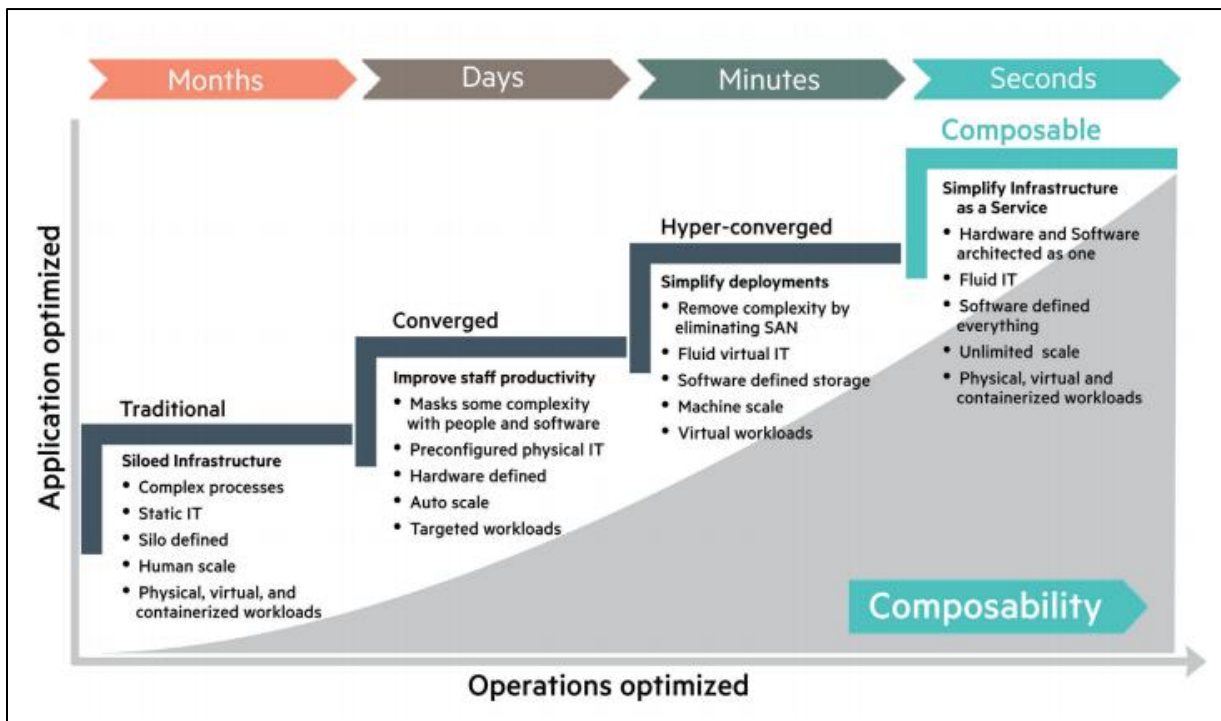 Months
Days
Minutes
Seconds
Application optimized
Traditional
Siloed Infrastructure
• Complex processes
• Static IT
• Silo defined
• Human scale
• Physical, virtual, and
containerized workloads
Converged
Improve staff productivity
• Masks some complexity
with people and software
• Preconfigured physical IT
• Hardware defined
• Auto scale
• Targeted workloads
Hyper-converged
Simplify deployments
• Remove complexity by
eliminating SAN
• Fluid virtual IT
• Software defined storage
• Machine scale
• Virtual workloads
Composable
Simplify Infrastructure
as a Service
• Hardware and Software
architected as one
• Fluid IT
• Software defined
everything
• Unlimited scale
• Physical, virtual and
containerized workloads
Composability
Operations optimized